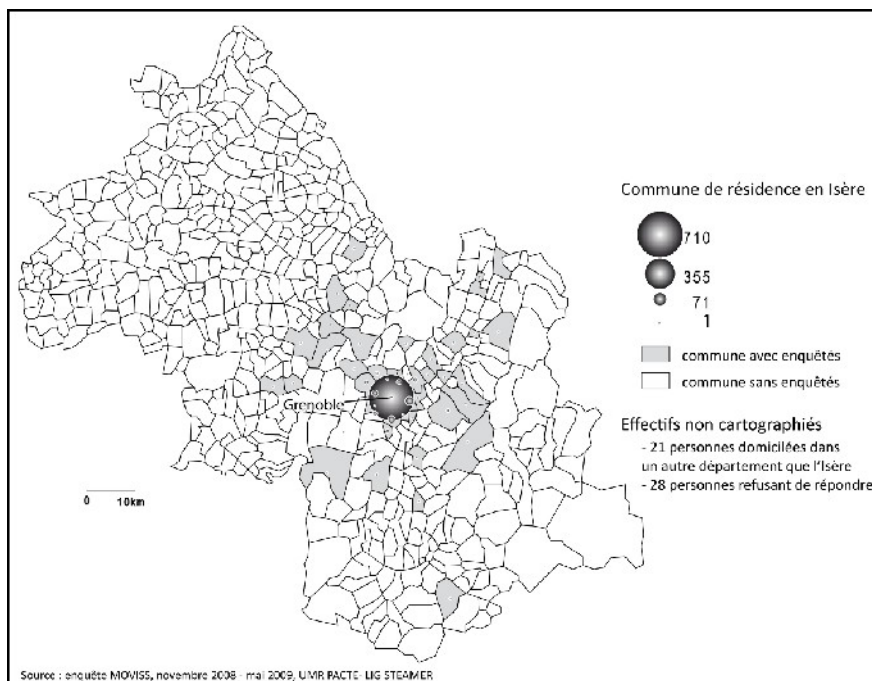 Commune de résidence en Isère
710
355
71
1
commune avec enquêtés
commune sans enquêtés
Grenoble
Effectifs non cartographiés
- 21 personnes domiciliées dans
un autre département que l'Isère
- 28 personnes refusant de répondre
0 10km
Source : enquête MOVISS, novembre 2008 - mai 2009, UMR PACTE- LIG STEAMER